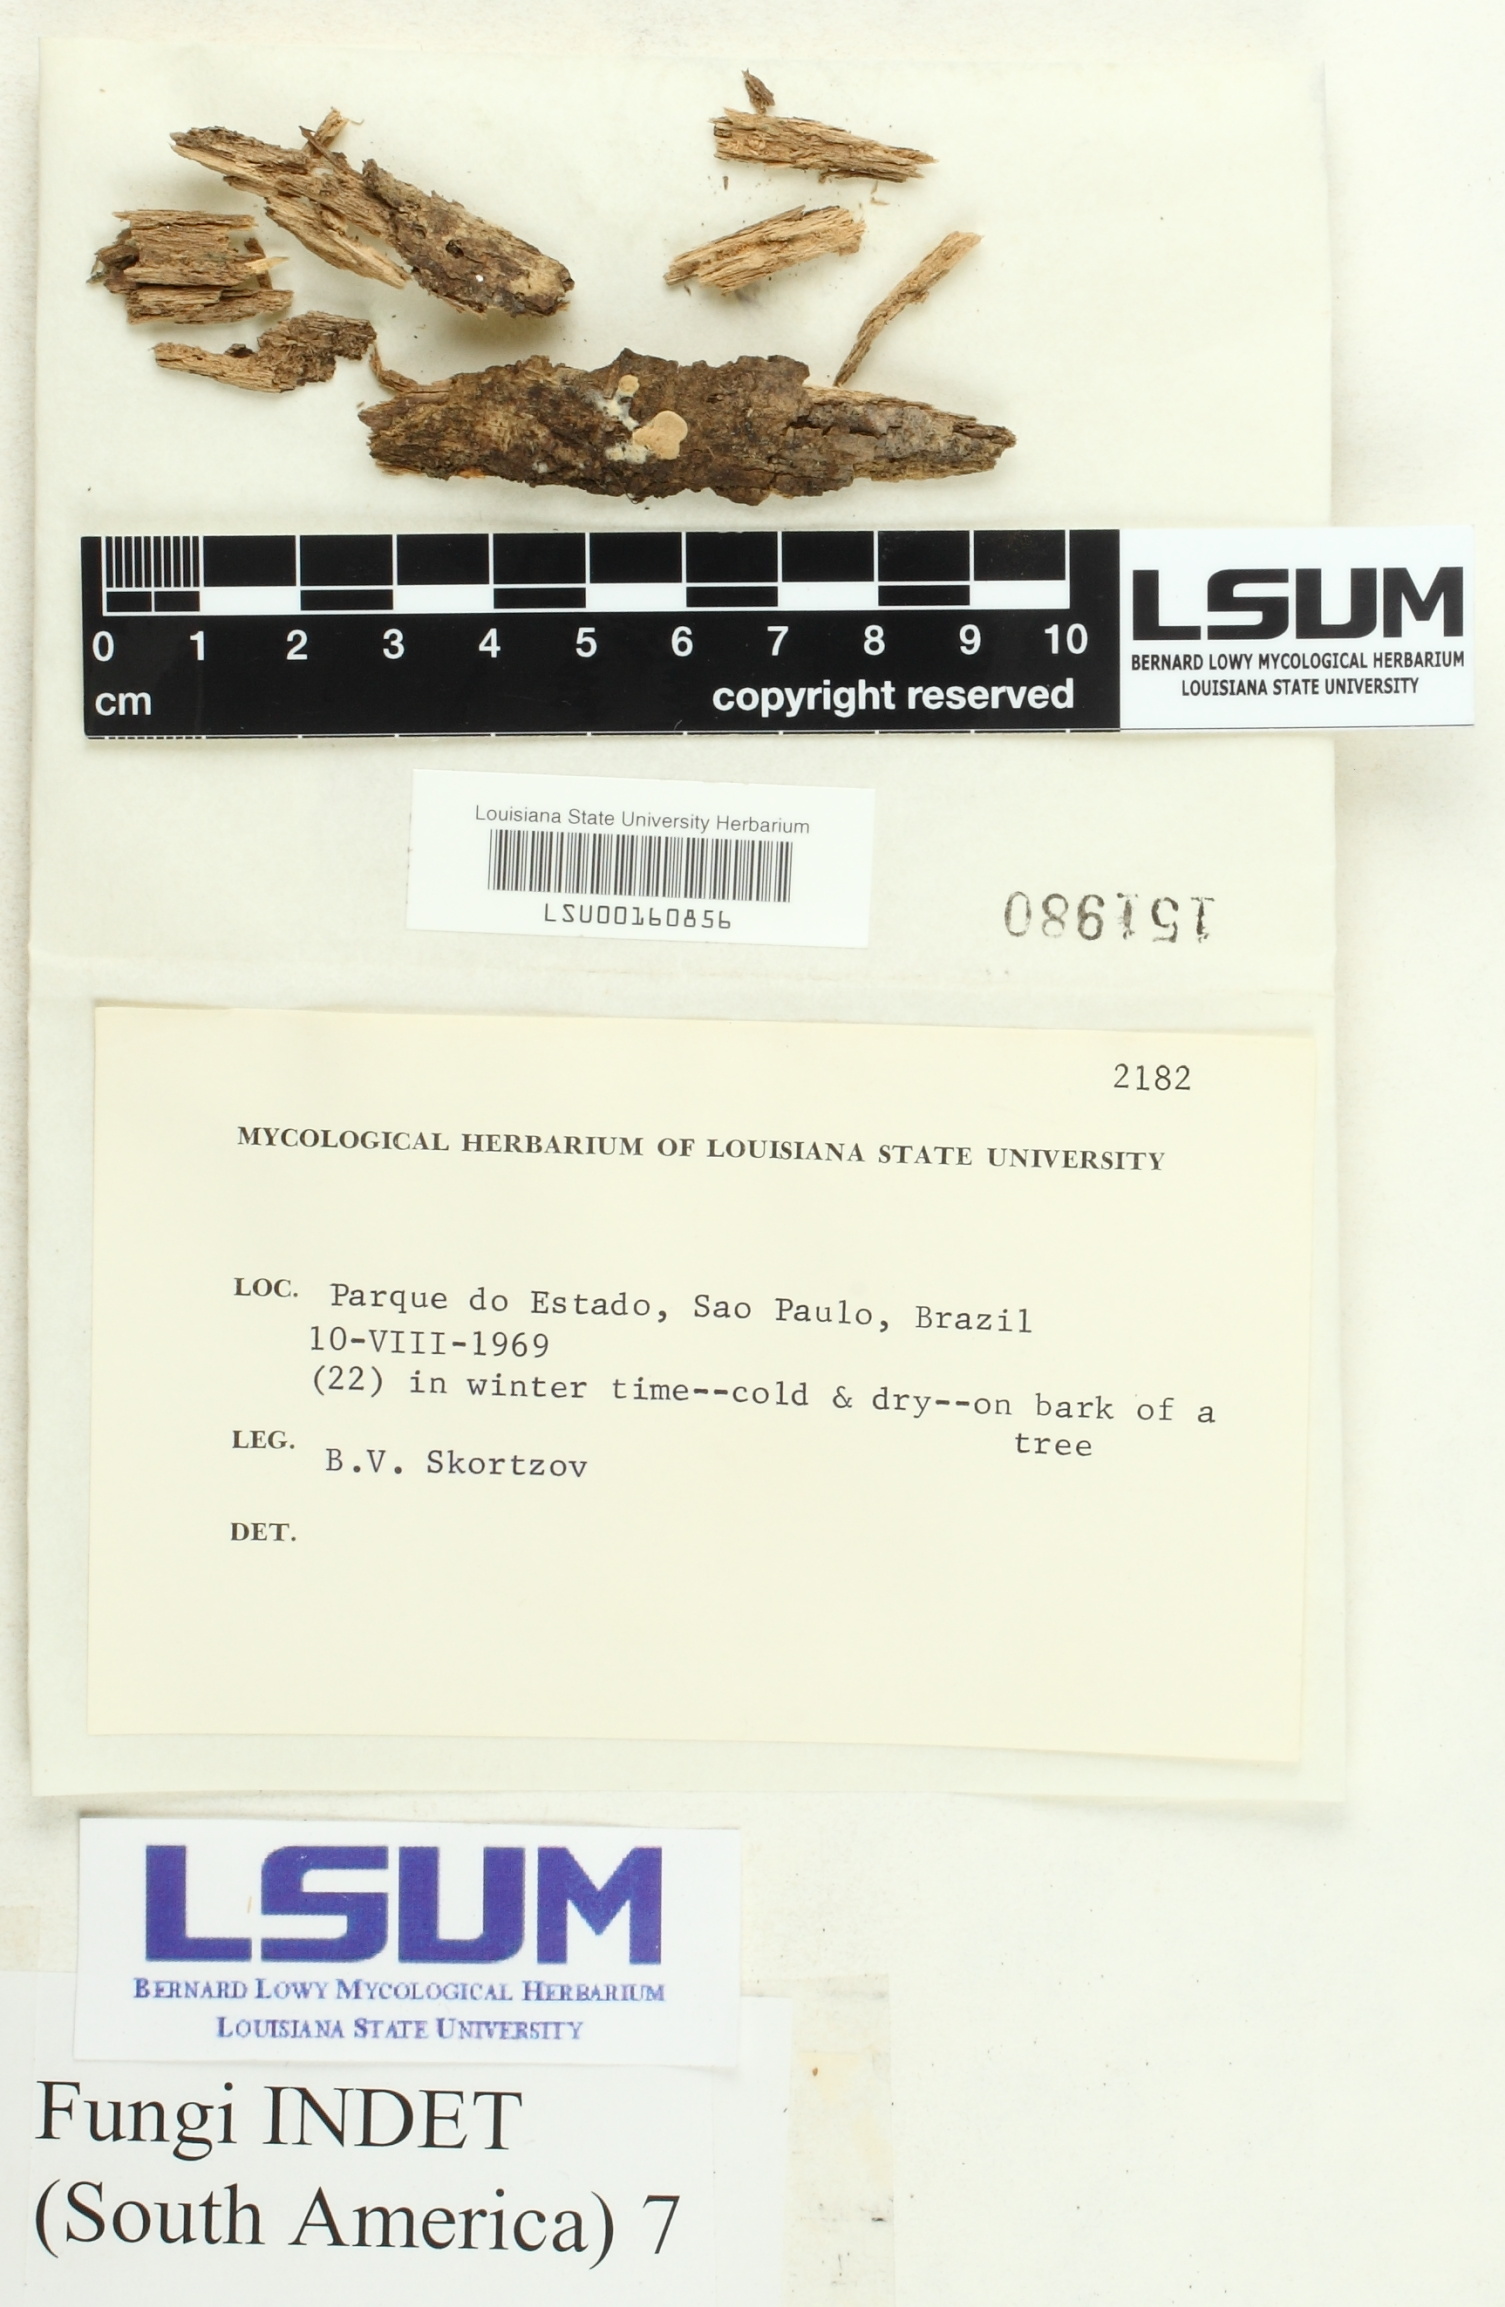 0 1 2 3 4 5 6 7 8 9 10
cm copyright reserved
LSUM
BERNARD LOWY MYCOLOGICAL HERBARIUM
LOUISIANA STATE UNIVERSITY
Louisiana State University Herbarium
LSU00160856
151980
2182
MYCOLOGICAL HERBARIUM OF LOUISIANA STATE UNIVERSITY
LOC. Parque do Estado, Sao Paulo, Brazil
10-VIII-1969
(22) in winter time--cold & dry--on bark of a
tree
LEG. B.V. Skortzov
DET.
LSUM
BERNARD LOWY MYCOLOGICAL HERBARIUM
LOUISIANA STATE UNIVERSITY
Fungi INDET
(South America) 7